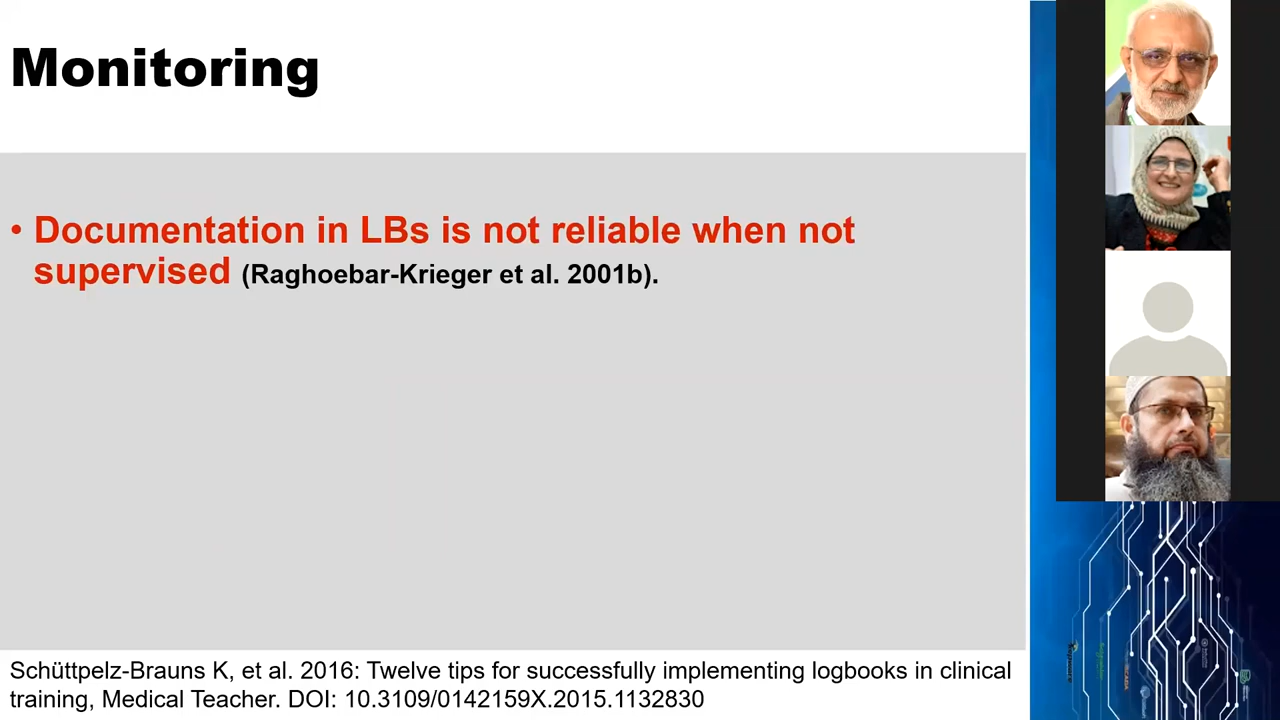 Monitoring
• Documentation in LBs is not reliable when not
supervised (Raghoebar-Krieger et al. 2001b).
Schüttpelz-Brauns K, et al. 2016: Twelve tips for successfully implementing logbooks in clinical
training, Medical Teacher. DOI: 10.3109/0142159X.2015.1132830